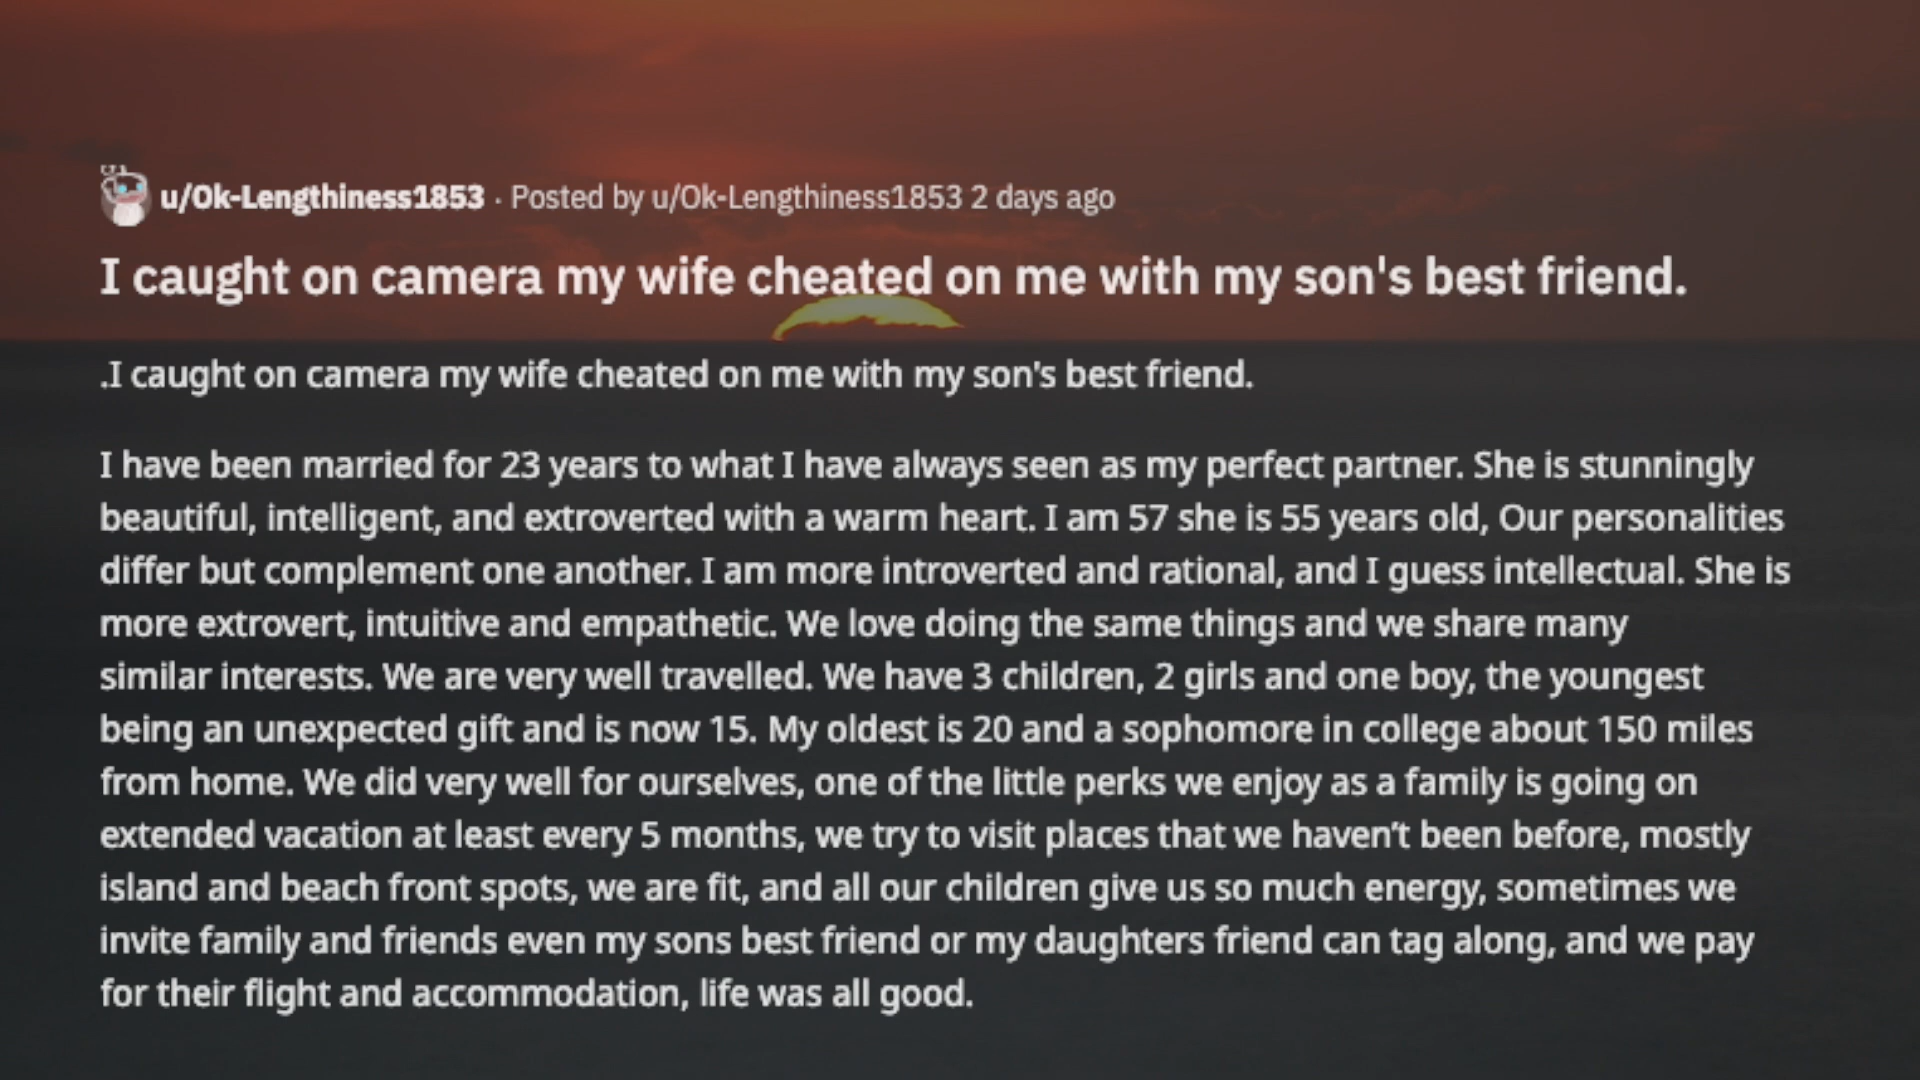 u/Ok-Lengthiness1853 · Posted by u/Ok-Lengthiness1853 2 days ago
I caught on camera my wife cheated on me with my son's best friend.
.I caught on camera my wife cheated on me with my son's best friend.
I have been married for 23 years to what I have always seen as my perfect partner. She is stunningly
beautiful, intelligent, and extroverted with a warm heart. I am 57 she is 55 years old, Our personalities
differ but complement one another. I am more introverted and rational, and I guess intellectual. She is
more extrovert, intuitive and empathetic. We love doing the same things and we share many
similar interests. We are very well travelled. We have 3 children, 2 girls and one boy, the youngest
being an unexpected gift and is now 15. My oldest is 20 and a sophomore in college about 150 miles
from home. We did very well for ourselves, one of the little perks we enjoy as a family is going on
extended vacation at least every 5 months, we try to visit places that we haven’t been before, mostly
island and beach front spots, we are fit, and all our children give us so much energy, sometimes we
invite family and friends even my sons best friend or my daughters friend can tag along, and we pay
for their flight and accommodation, life was all good.